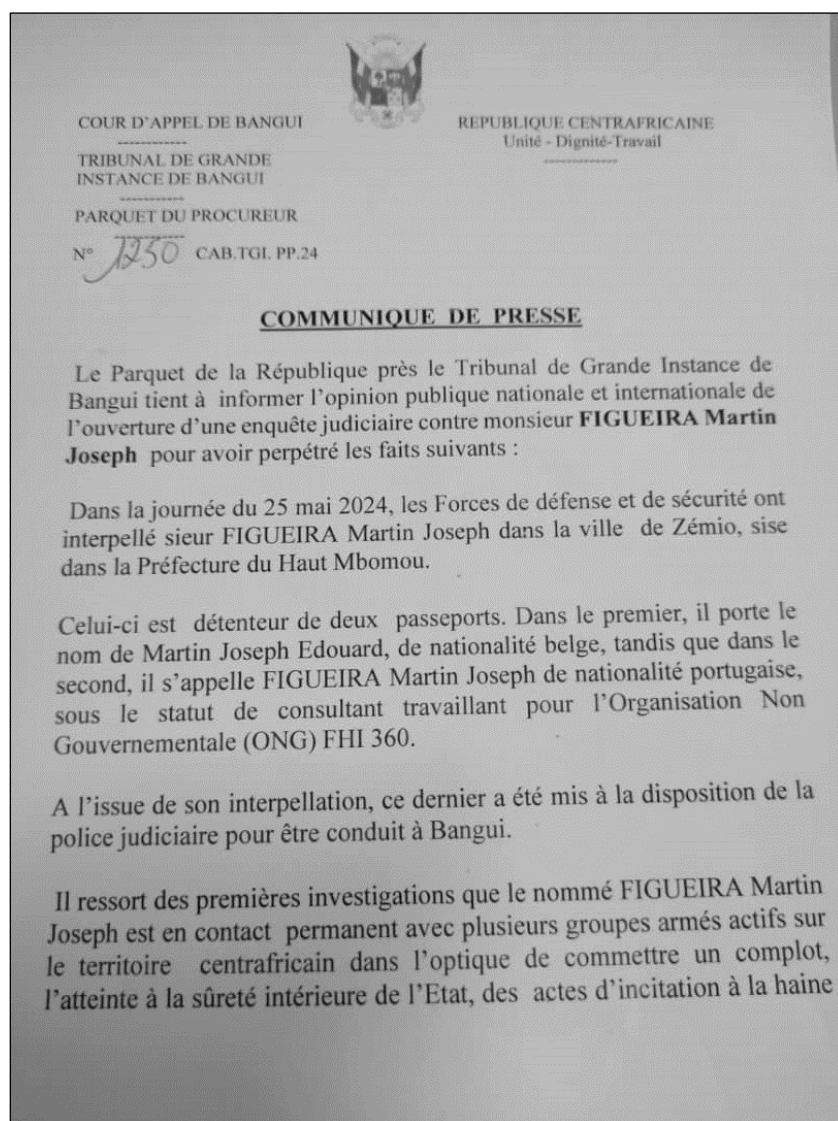 COUR D'APPEL DE BANGUI
------------
TRIBUNAL DE GRANDE
INSTANCE DE BANGUI
-----------
PARQUET DU PROCUREUR
------------
N° 1250 CAB.TGI. PP.24
REPUBLIQUE CENTRAFRICAINE
Unité - Dignité-Travail
-------------
COMMUNIQUE DE PRESSE
Le Parquet de la République près le Tribunal de Grande Instance de
Bangui tient à informer l'opinion publique nationale et internationale de
l'ouverture d'une enquête judiciaire contre monsieur FIGUEIRA Martin
Joseph pour avoir perpétré les faits suivants :
Dans la journée du 25 mai 2024, les Forces de défense et de sécurité ont
interpellé sieur FIGUEIRA Martin Joseph dans la ville de Zémio, sise
dans la Préfecture du Haut Mbomou.
Celui-ci est détenteur de deux passeports. Dans le premier, il porte le
nom de Martin Joseph Edouard, de nationalité belge, tandis que dans le
second, il s'appelle FIGUEIRA Martin Joseph de nationalité portugaise,
sous le statut de consultant travaillant pour l'Organisation Non
Gouvernementale (ONG) FHI 360.
A l'issue de son interpellation, ce dernier a été mis à la disposition de la
police judiciaire pour être conduit à Bangui.
Il ressort des premières investigations que le nommé FIGUEIRA Martin
Joseph est en contact permanent avec plusieurs groupes armés actifs sur
le territoire centrafricain dans l'optique de commettre un complot,
l'atteinte à la sûreté intérieure de l'Etat, des actes d'incitation à la haine